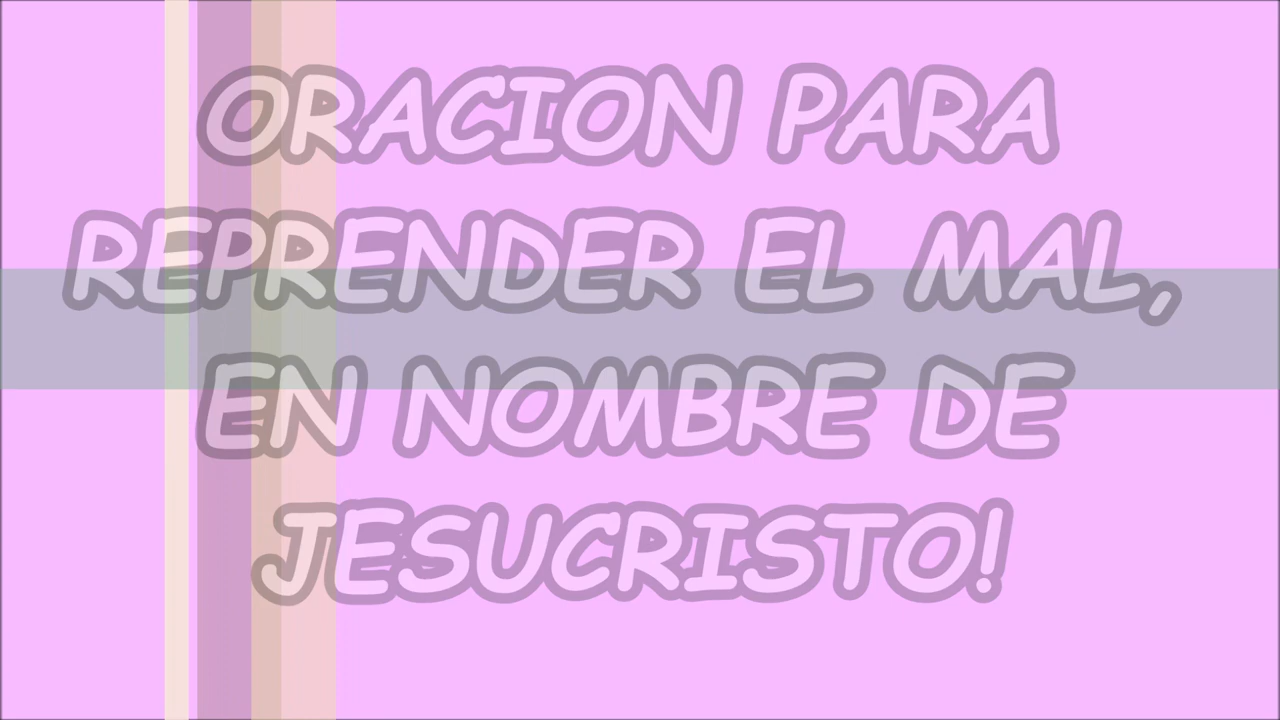 ORACION PARA
REPRENDER EL MAL,
EN NOMBRE DE
JESUCRISTO!